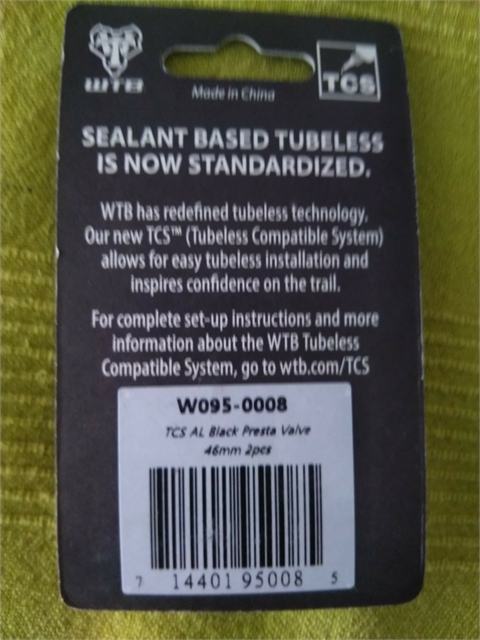 WTB
Made in China
TCS
SEALANT BASED TUBELESS
IS NOW STANDARDIZED.
WTB has redefined tubeless technology.
Our new TCS™ (Tubeless Compatible System)
allows for easy tubeless installation and
inspires confidence on the trail.
For complete set-up instructions and more
information about the WTB Tubeless
Compatible System, go to wtb.com/TCS
W095-0008
TCS AL Black Presta Valve
46mm 2pcs
7 14401 95008 5